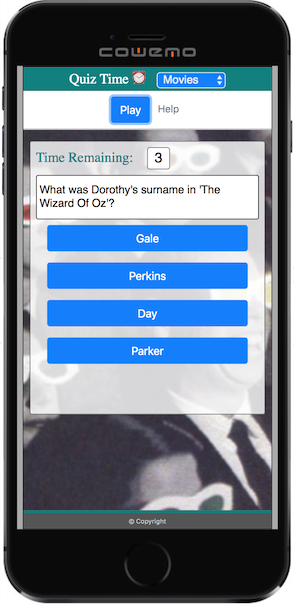 COWEMO
Quiz Time ⏰ Movies
Play Help
Time Remaining: 3
What was Dorothy's surname in 'The
Wizard Of Oz'?
Gale
Perkins
Day
Parker
© Copyright